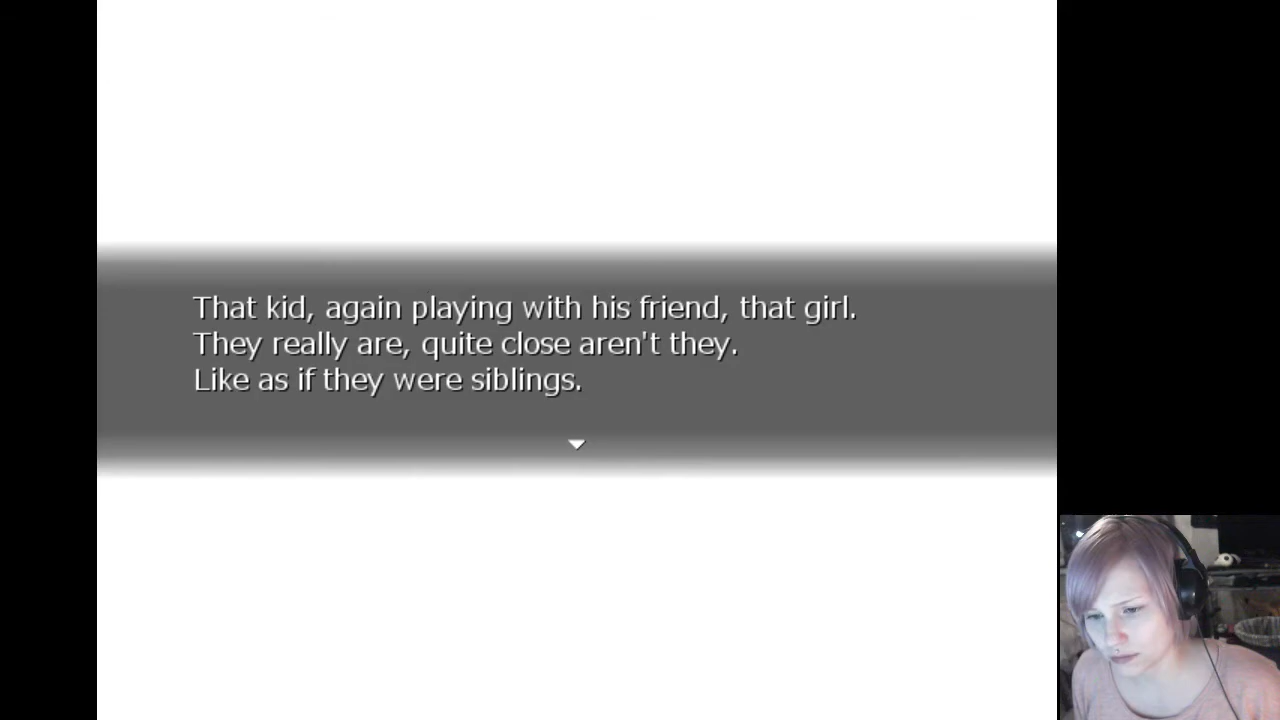 That kid, again playing with his friend, that girl.
They really are, quite close aren't they.
Like as if they were siblings.